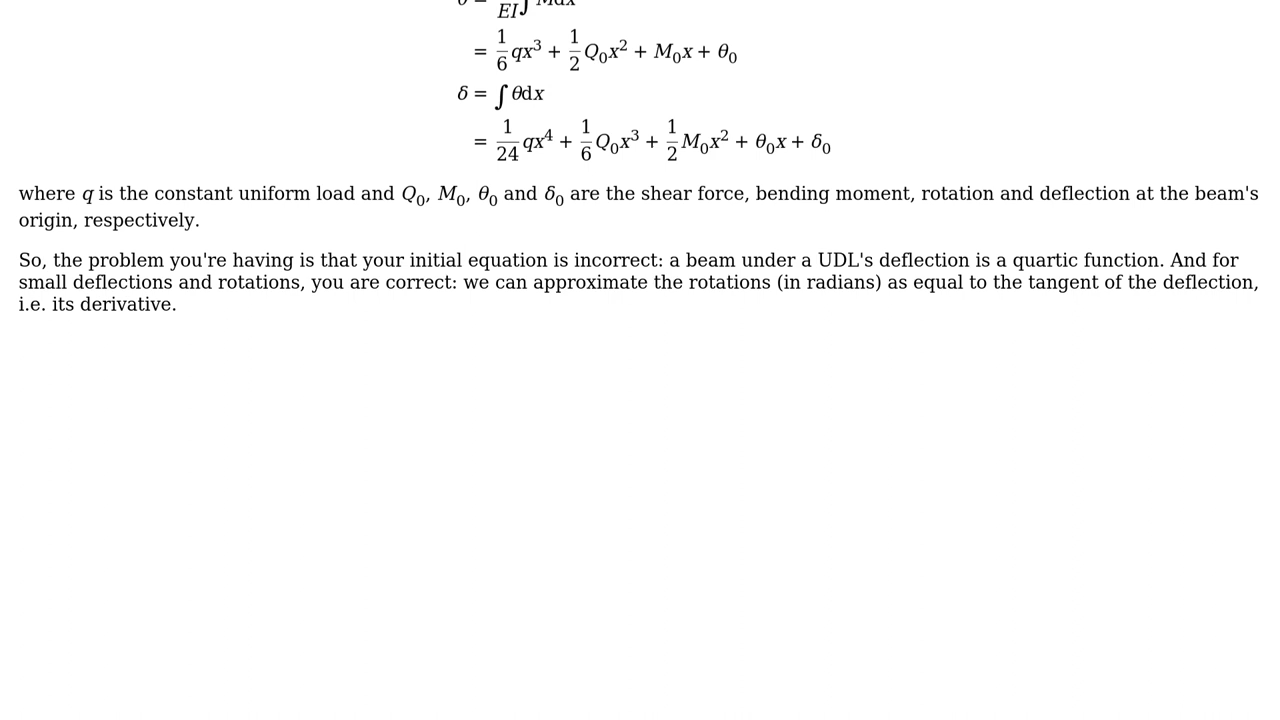 EI∫ Mdx
= 1/6 qx³ + 1/2 Q₀x² + M₀x + θ₀
δ = ∫ θdx
= 1/24 qx⁴ + 1/6 Q₀x³ + 1/2 M₀x² + θ₀x + δ₀
where q is the constant uniform load and Q₀, M₀, θ₀ and δ₀ are the shear force, bending moment, rotation and deflection at the beam's
origin, respectively.
So, the problem you're having is that your initial equation is incorrect: a beam under a UDL's deflection is a quartic function. And for
small deflections and rotations, you are correct: we can approximate the rotations (in radians) as equal to the tangent of the deflection,
i.e. its derivative.